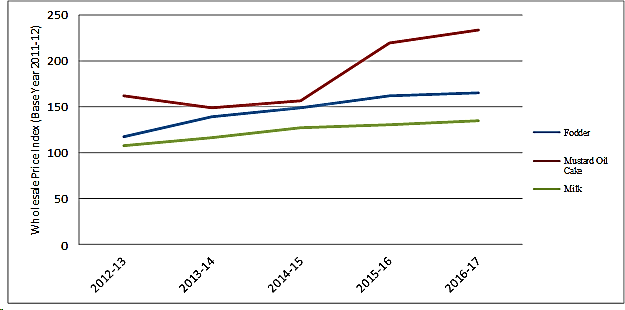 250
200
150
100
50
0
Wholesale Price Index (Base Year 2011-12)
2012-13
2013-14
2014-15
2015-16
2016-17
Fodder
Mustard Oil
Cake
Milk